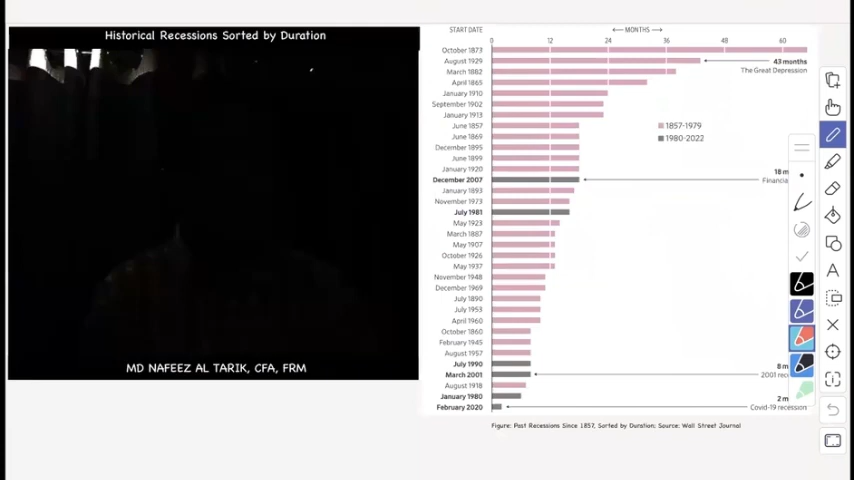 Historical Recessions Sorted by Duration
MD NAFEEZ AL TARIK, CFA, FRM
START DATE
MONTHS
0 12 24 36 48 60
October 1873
August 1929
43 months
The Great Depression
March 1882
April 1865
January 1910
September 1902
January 1913
June 1857
1857-1979
June 1869
1980-2022
December 1895
June 1899
January 1920
18 m
December 2007
Financia
January 1893
November 1973
July 1981
May 1923
March 1887
May 1907
October 1926
May 1937
November 1948
December 1969
July 1890
July 1953
April 1960
October 1860
February 1945
August 1957
July 1990
8 m
March 2001
2001 rec
August 1918
January 1980
2 m
February 2020
Covid-19 recession
Figure: Past Recessions Since 1857, Sorted by Duration; Source: Wall Street Journal
A